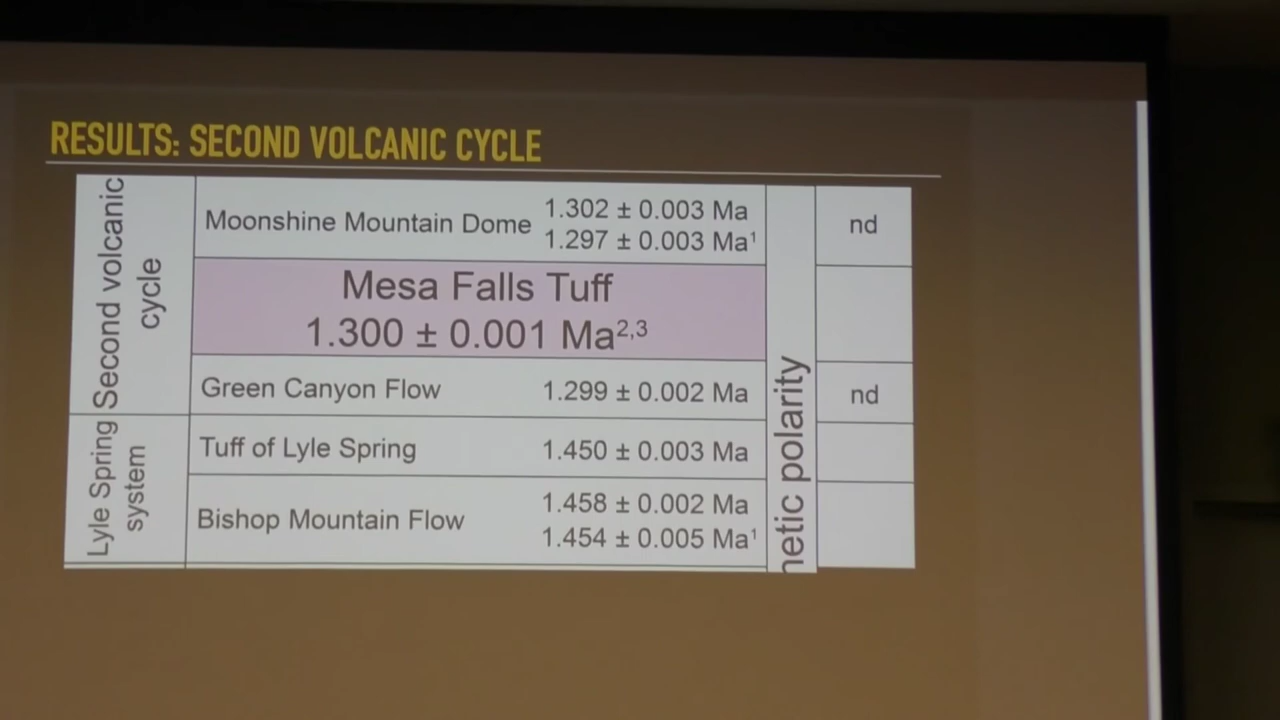 RESULTS: SECOND VOLCANIC CYCLE
Second volcanic
cycle
Moonshine Mountain Dome
1.302 ± 0.003 Ma
1.297 ± 0.003 Ma¹
nd
Mesa Falls Tuff
1.300 ± 0.001 Ma²,³
Green Canyon Flow
1.299 ± 0.002 Ma
nd
Lyle Spring
system
Tuff of Lyle Spring
1.450 ± 0.003 Ma
Bishop Mountain Flow
1.458 ± 0.002 Ma
1.454 ± 0.005 Ma¹
netic polarity